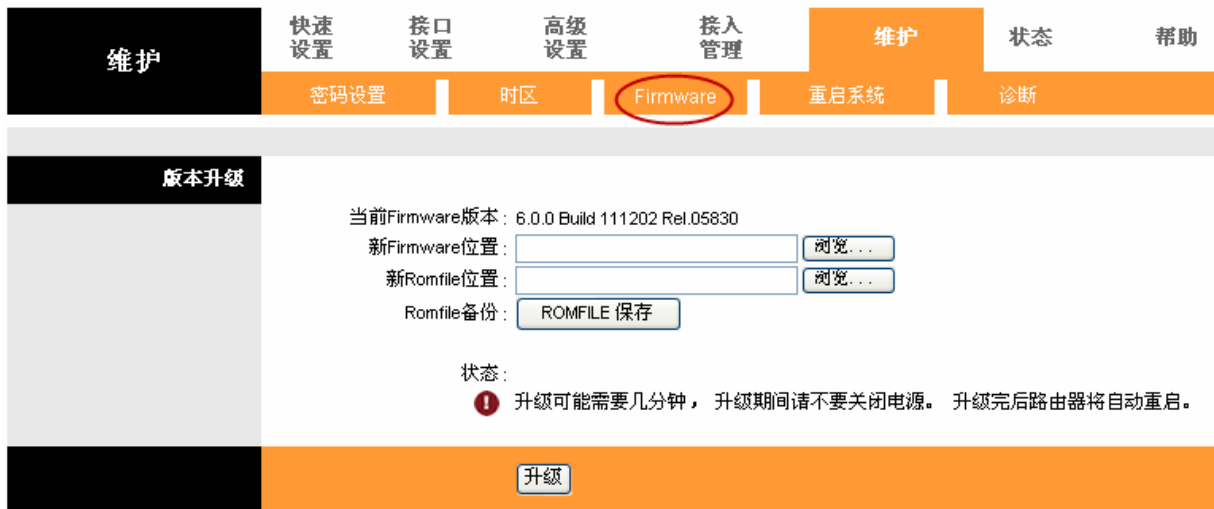 维护
快速
设置
接口
设置
高级
设置
接入
管理
维护
状态
帮助
密码设置
时区
Firmware
重启系统
诊断
版本升级
当前Firmware版本: 6.0.0 Build 111202 Rel.05830
新Firmware位置: 浏览...
新Romfile位置: 浏览...
Romfile备份: ROMFILE 保存
状态:
升级可能需要几分钟， 升级期间请不要关闭电源。 升级完后路由器将自动重启。
升级